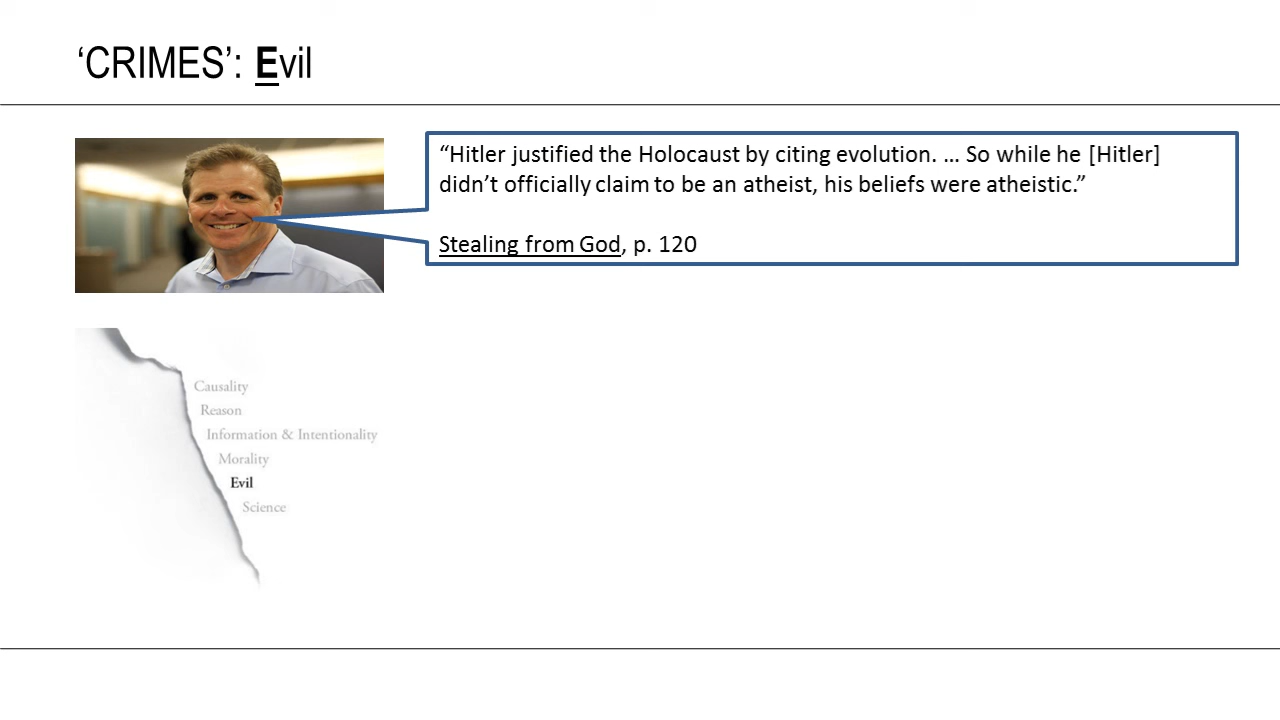 ‘CRIMES’: Evil
“Hitler justified the Holocaust by citing evolution. … So while he [Hitler]
didn’t officially claim to be an atheist, his beliefs were atheistic.”
Stealing from God, p. 120
Causality
Reason
Information & Intentionality
Morality
Evil
Science